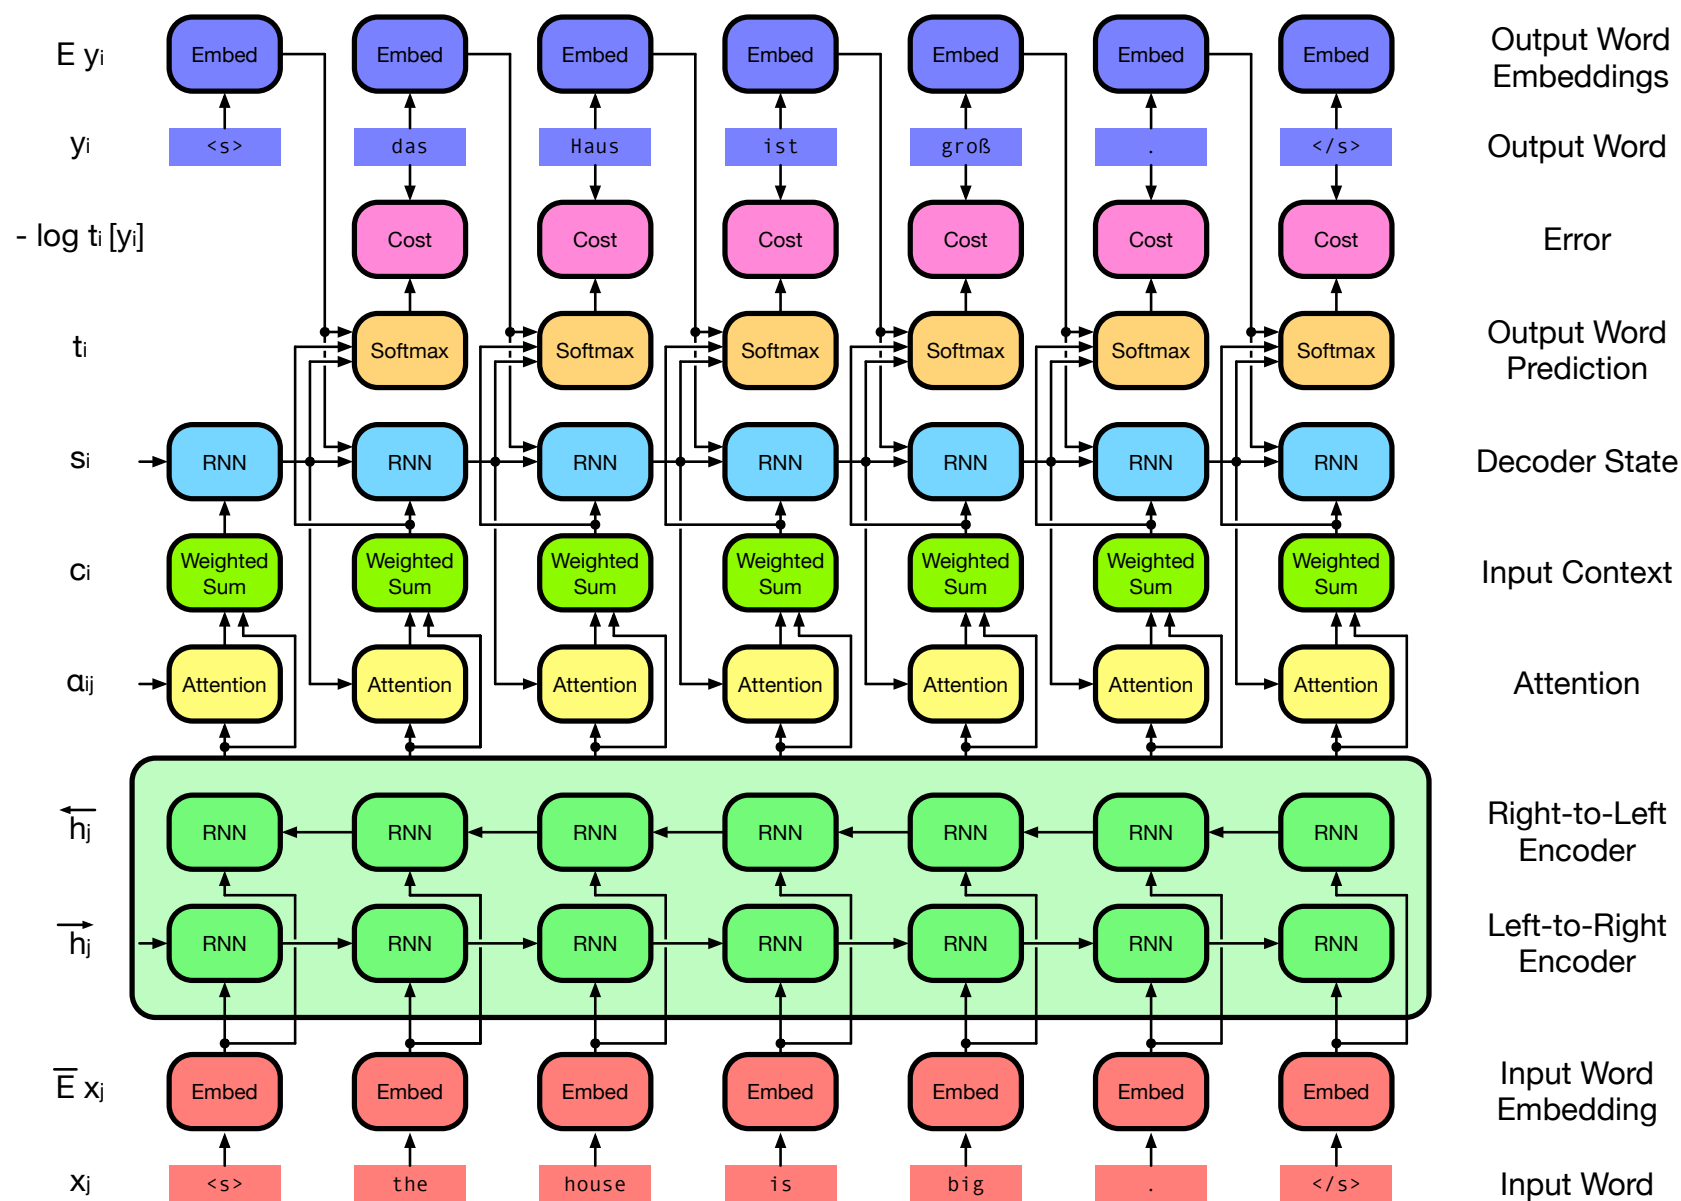 E yi Embed Embed Embed Embed Embed Embed Embed Output Word
Embeddings
yi <s> das Haus ist groß . </s> Output Word
- log ti [yi] Cost Cost Cost Cost Cost Cost Error
ti Softmax Softmax Softmax Softmax Softmax Softmax Output Word
Prediction
si RNN RNN RNN RNN RNN RNN RNN Decoder State
ci Weighted Sum Weighted Sum Weighted Sum Weighted Sum Weighted Sum Weighted Sum Weighted Sum Input Context
αij Attention Attention Attention Attention Attention Attention Attention Attention
hj RNN RNN RNN RNN RNN RNN RNN Right-to-Left
Encoder
hj RNN RNN RNN RNN RNN RNN RNN Left-to-Right
Encoder
E xj Embed Embed Embed Embed Embed Embed Embed Input Word
Embedding
xj <s> the house is big . </s> Input Word